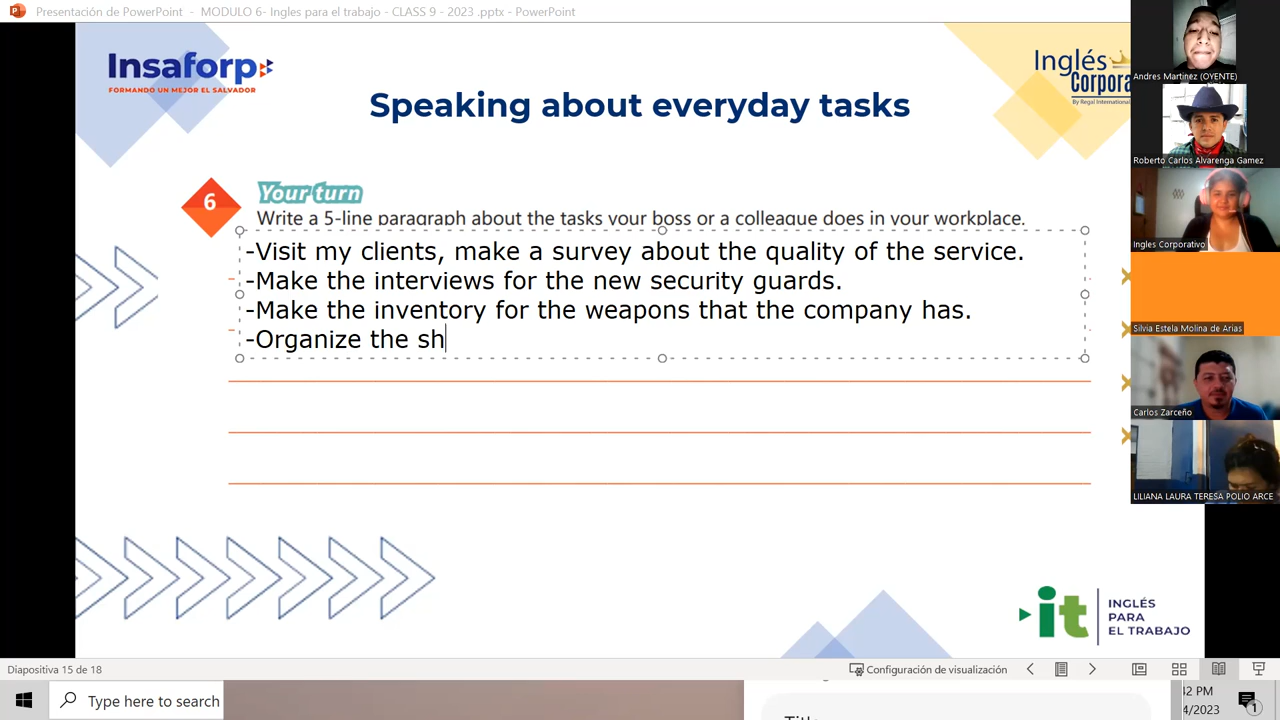 Presentación de PowerPoint - MODULO 6- Ingles para el trabajo - CLASS 9 - 2023 .pptx - PowerPoint
Insaforp
FORMANDO UN MEJOR EL SALVADOR
Inglés
Corpora
By Regal International
Speaking about everyday tasks
6
Your turn
Write a 5-line paragraph about the tasks your boss or a colleague does in your workplace.
-Visit my clients, make a survey about the quality of the service.
-Make the interviews for the new security guards.
-Make the inventory for the weapons that the company has.
-Organize the sh
Andres Martinez (OYENTE)
Roberto Carlos Alvarenga Gamez
Ingles Corporativo
Silvia Estela Molina de Arias
Carlos Zarceño
LILIANA LAURA TERESA POLIO ARCE
it
INGLÉS
PARA
EL TRABAJO
Diapositiva 15 de 18
Configuración de visualización
Type here to search
42 PM
4/2023
1